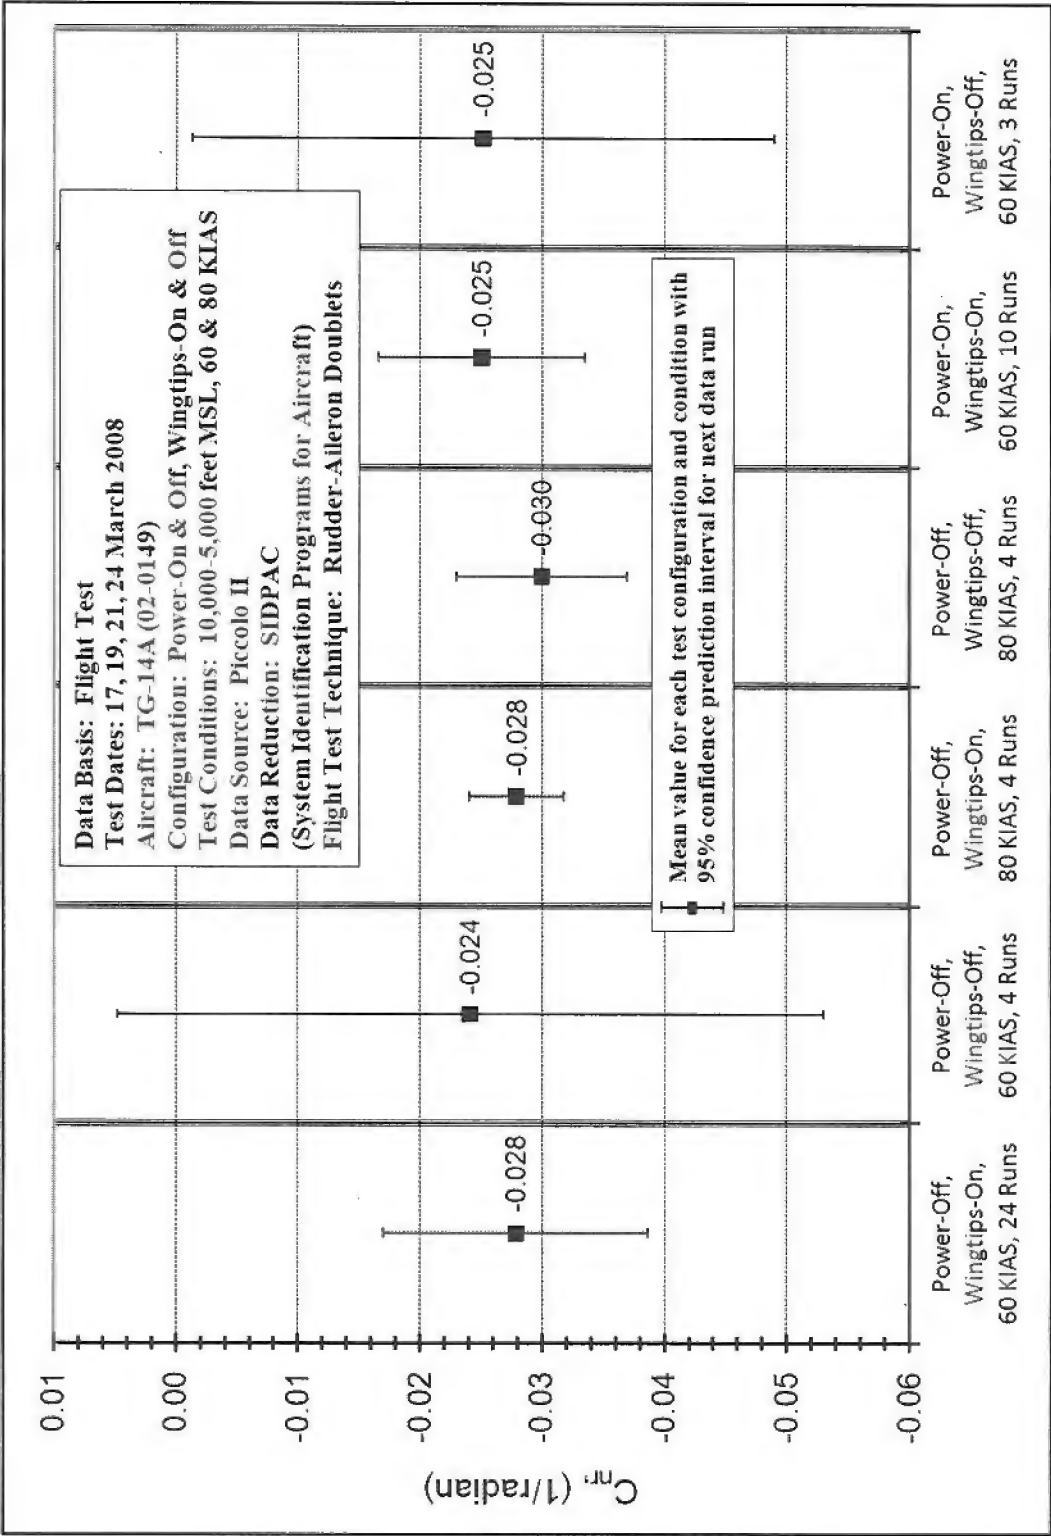 Data Basis: Flight Test
Test Dates: 17, 19, 21, 24 March 2008
Aircraft: TG-14A (02-0149)
Configuration: Power-On & Off, Wingtips-On & Off
Test Conditions: 10,000-5,000 feet MSL, 60 & 80 KIAS
Data Source: Piccolo II
Data Reduction: SIDPAC
(System Identification Programs for Aircraft)
Flight Test Technique: Rudder-Aileron Doublets
Mean value for each test configuration and condition with
95% confidence prediction interval for next data run
Cnr, (1/radian)
0.01
0.00
-0.01
-0.02
-0.03
-0.04
-0.05
-0.06
-0.028
-0.024
-0.028
-0.030
-0.025
-0.025
Power-Off,
Wingtips-On,
60 KIAS, 24 Runs
Power-Off,
Wingtips-Off,
60 KIAS, 4 Runs
Power-Off,
Wingtips-On,
80 KIAS, 4 Runs
Power-Off,
Wingtips-Off,
80 KIAS, 4 Runs
Power-On,
Wingtips-On,
60 KIAS, 10 Runs
Power-On,
Wingtips-Off,
60 KIAS, 3 Runs